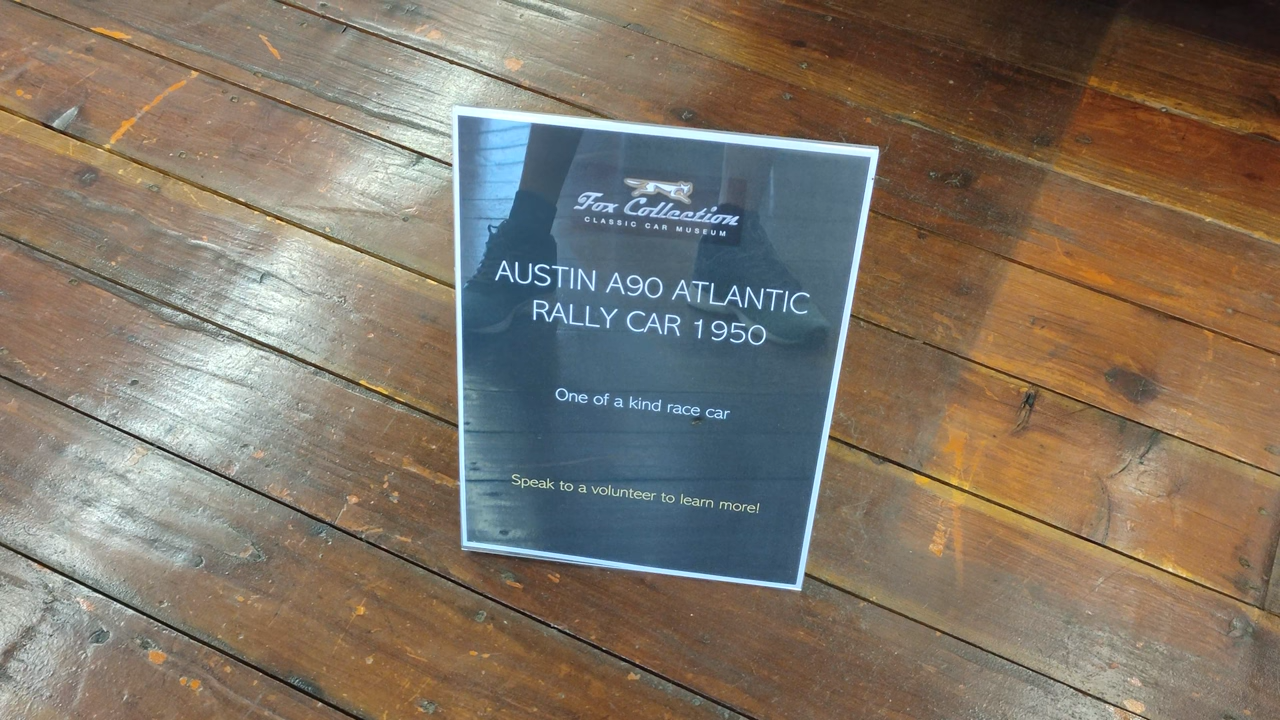 Fox Collection
CLASSIC CAR MUSEUM
AUSTIN A90 ATLANTIC
RALLY CAR 1950
One of a kind race car
Speak to a volunteer to learn more!